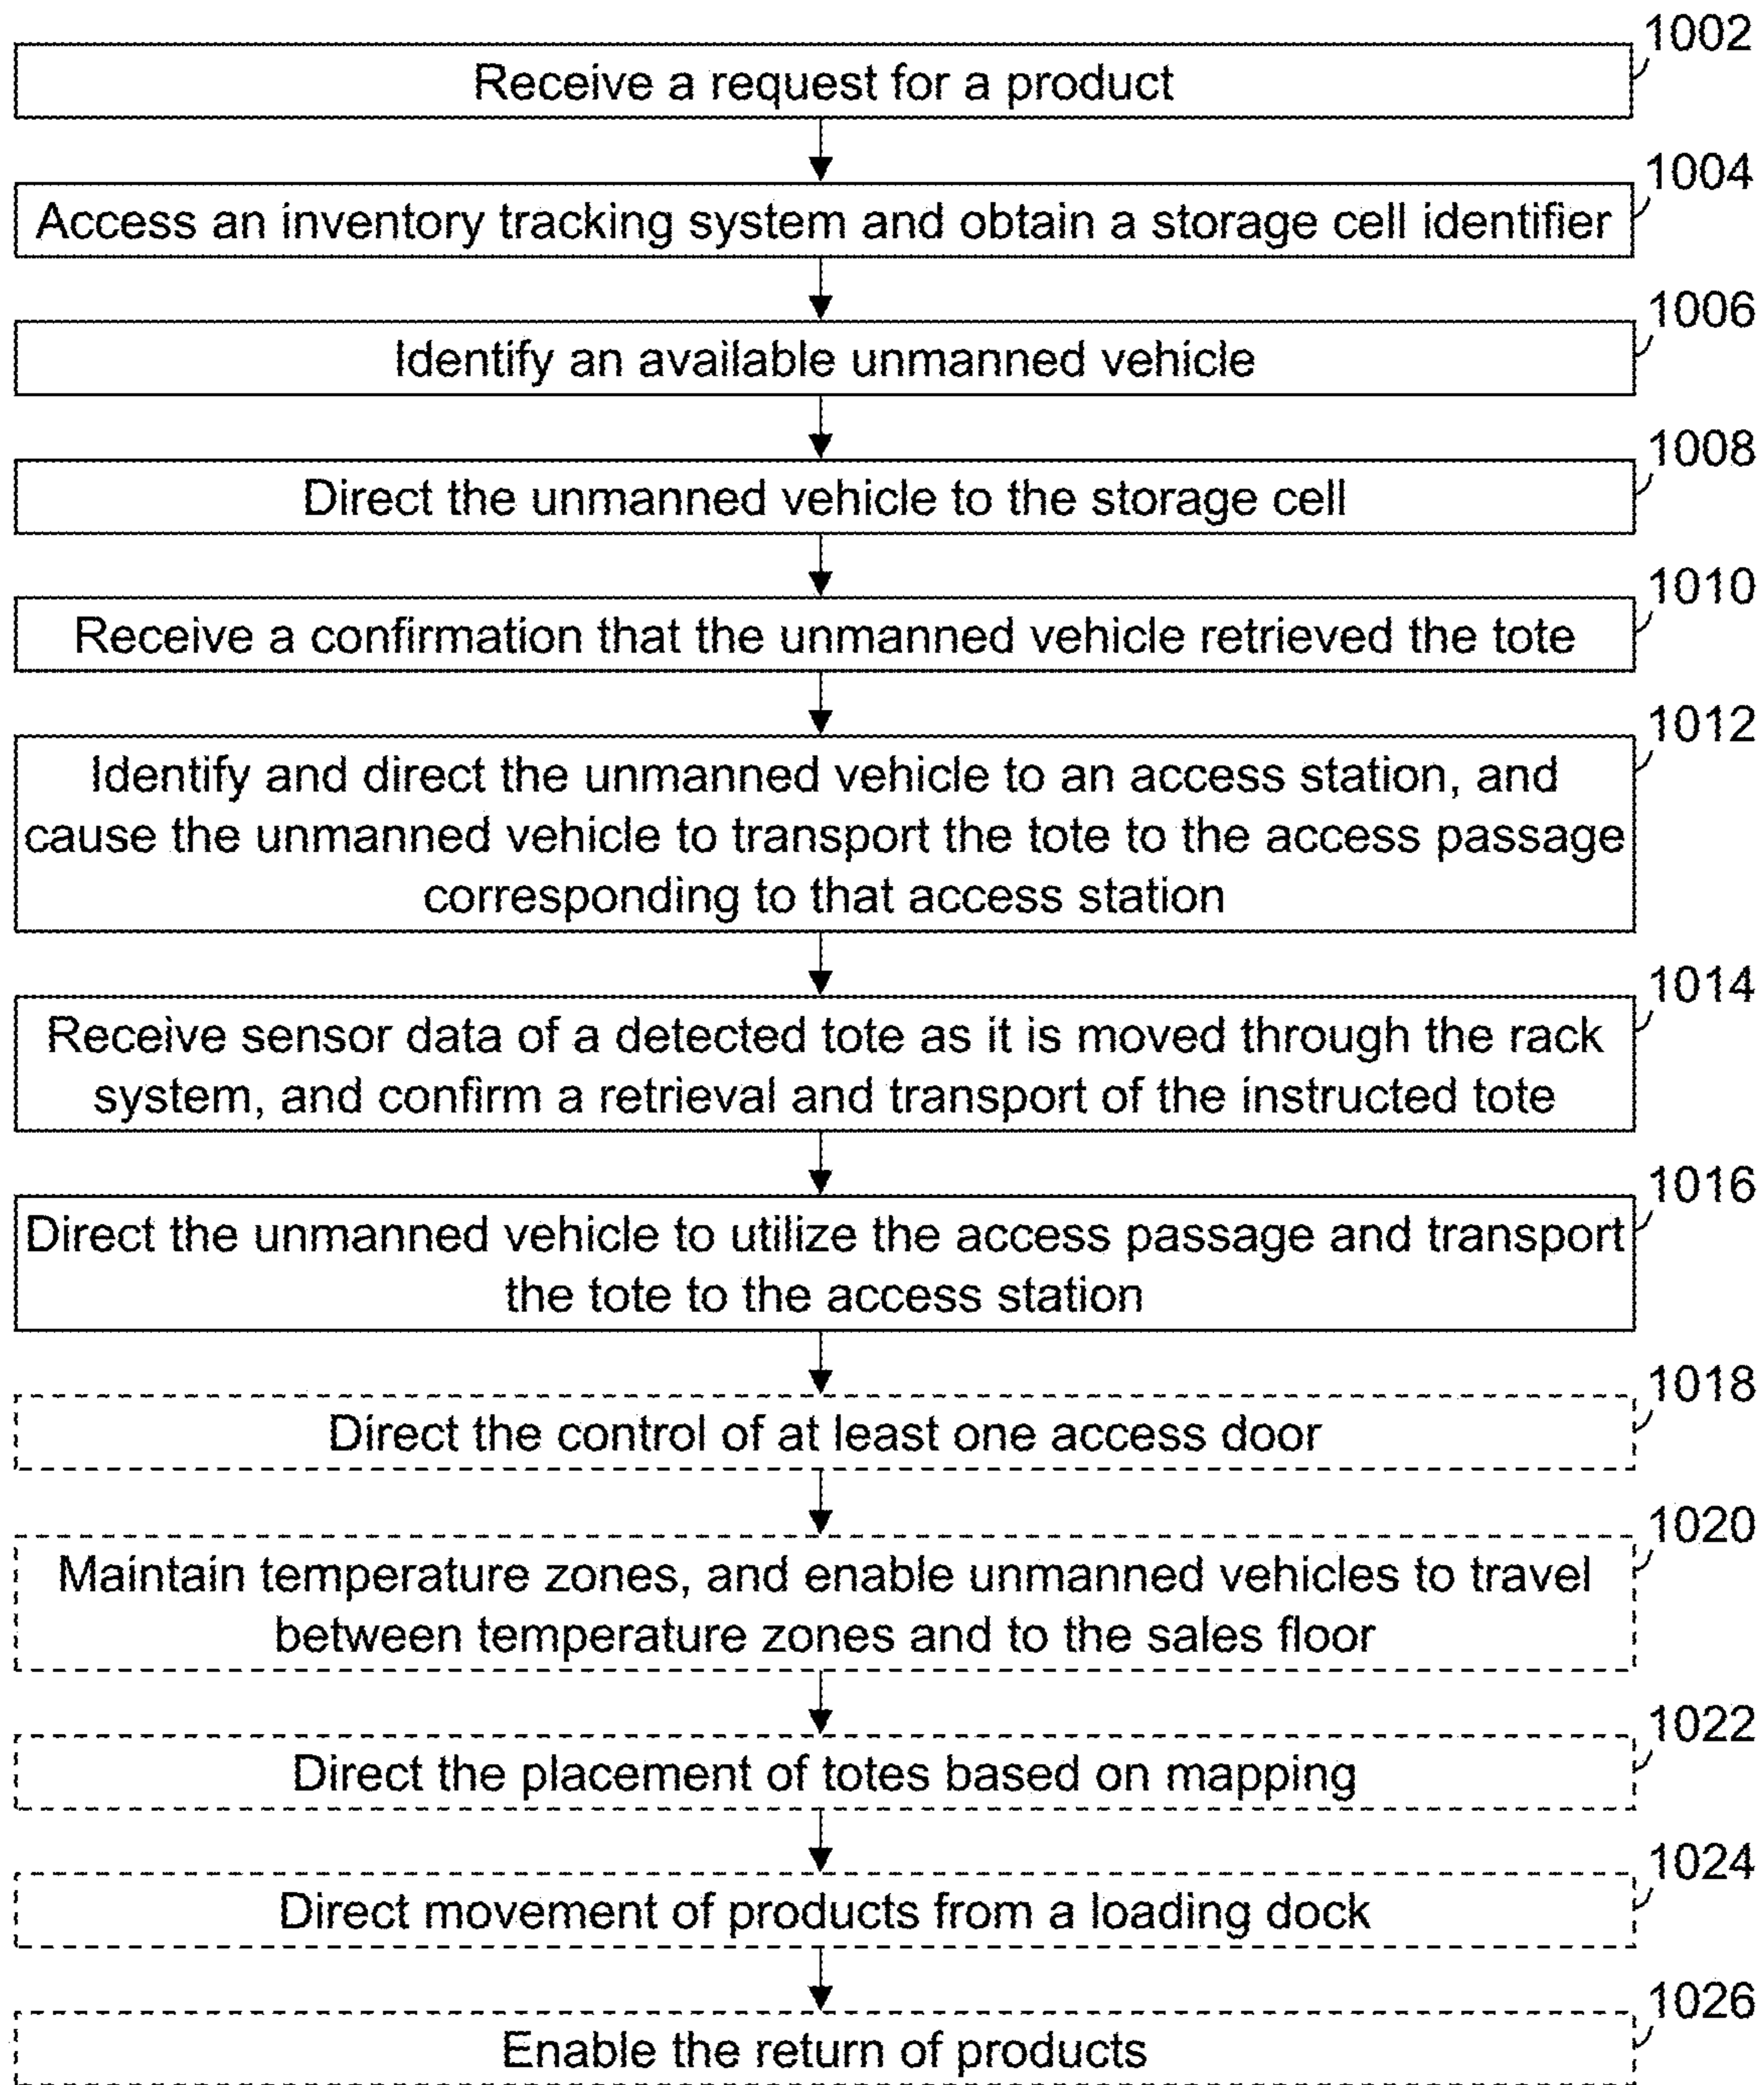 1002
Receive a request for a product
1004
Access an inventory tracking system and obtain a storage cell identifier
1006
Identify an available unmanned vehicle
1008
Direct the unmanned vehicle to the storage cell
1010
Receive a confirmation that the unmanned vehicle retrieved the tote
1012
Identify and direct the unmanned vehicle to an access station, and
cause the unmanned vehicle to transport the tote to the access passage
corresponding to that access station
1014
Receive sensor data of a detected tote as it is moved through the rack
system, and confirm a retrieval and transport of the instructed tote
1016
Direct the unmanned vehicle to utilize the access passage and transport
the tote to the access station
1018
Direct the control of at least one access door
1020
Maintain temperature zones, and enable unmanned vehicles to travel
between temperature zones and to the sales floor
1022
Direct the placement of totes based on mapping
1024
Direct movement of products from a loading dock
1026
Enable the return of products